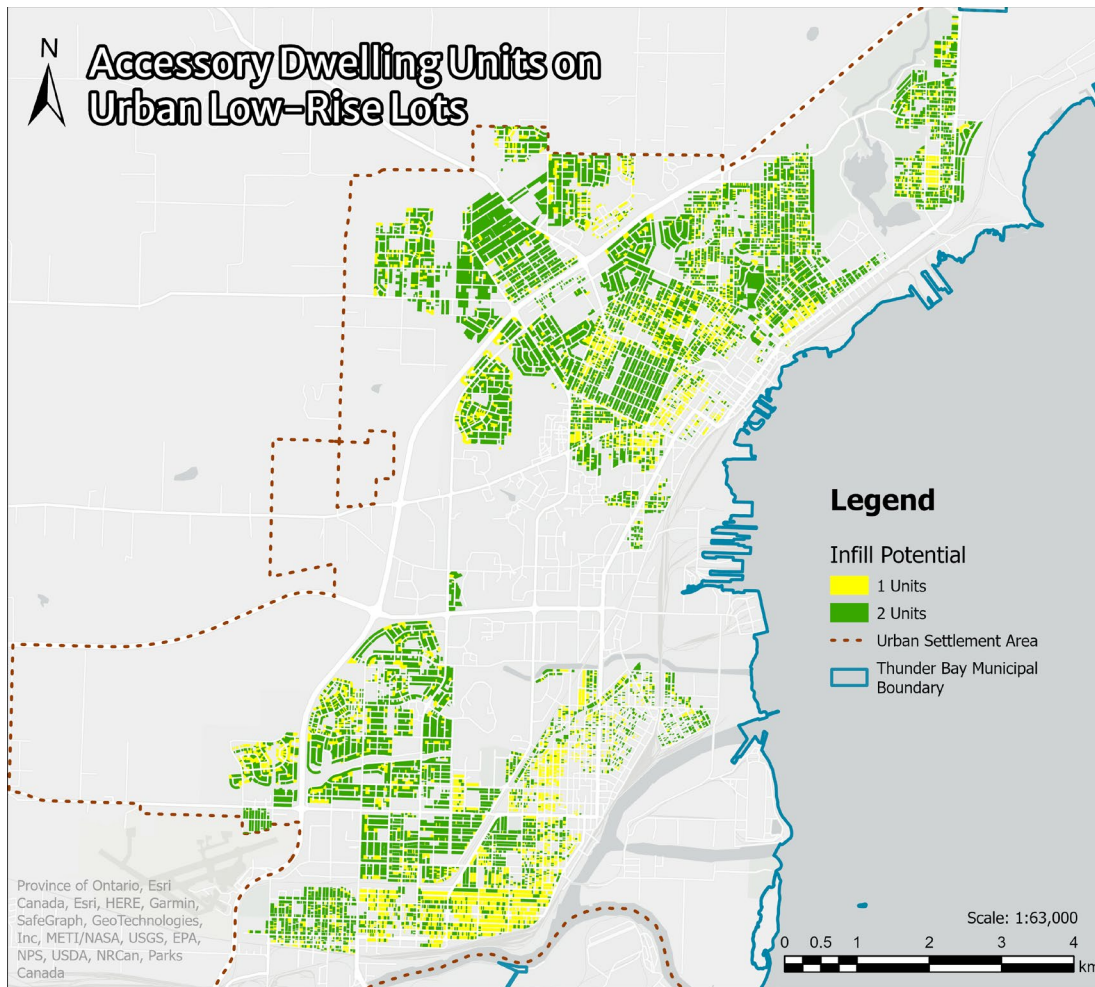 N
Accessory Dwelling Units on
Urban Low-Rise Lots
Legend
Infill Potential
1 Units
2 Units
Urban Settlement Area
Thunder Bay Municipal
Boundary
Province of Ontario, Esri
Canada, Esri, HERE, Garmin,
SafeGraph, GeoTechnologies,
Inc, METI/NASA, USGS, EPA,
NPS, USDA, NRCan, Parks
Canada
Scale: 1:63,000
0 0.5 1 2 3 4
km